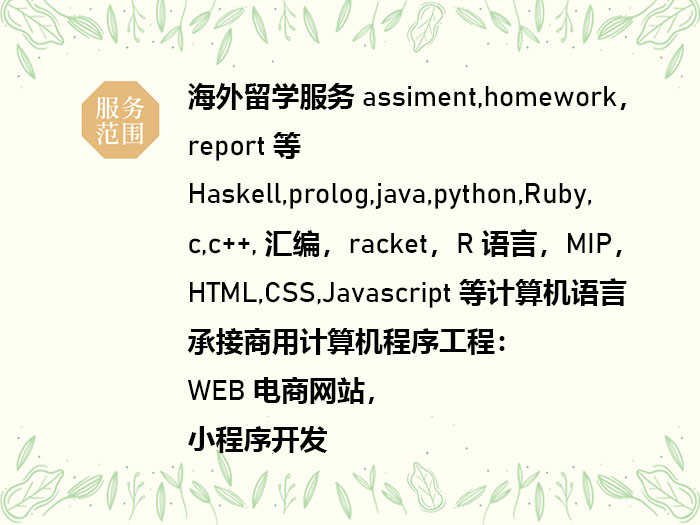 服务
范围
海外留学服务 assiment,homework，
report 等
Haskell,prolog,java,python,Ruby,
c,c++, 汇编，racket，R 语言，MIP，
HTML,CSS,Javascript 等计算机语言
承接商用计算机程序工程：
WEB 电商网站，
小程序开发